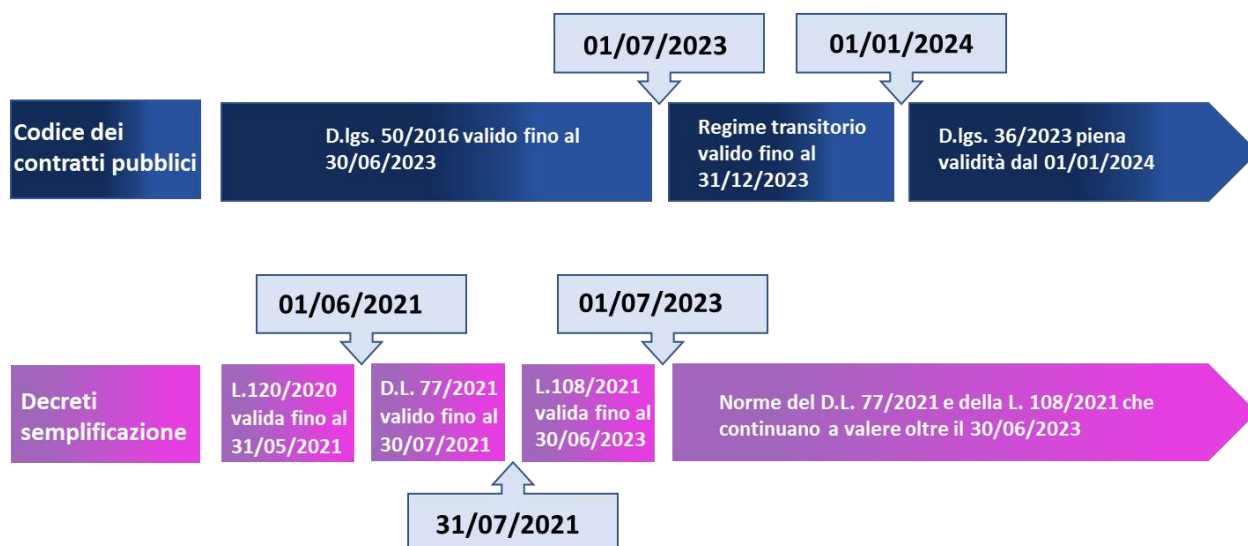 01/07/2023
01/01/2024
Codice dei
contratti pubblici
D.lgs. 50/2016 valido fino al
30/06/2023
Regime transitorio
valido fino al
31/12/2023
D.lgs. 36/2023 piena
validità dal 01/01/2024
01/06/2021
01/07/2023
Decreti
semplificazione
L.120/2020
valida fino al
31/05/2021
D.L. 77/2021
valido fino al
30/07/2021
L.108/2021
valida fino al
30/06/2023
Norme del D.L. 77/2021 e della L. 108/2021 che
continuano a valere oltre il 30/06/2023
31/07/2021